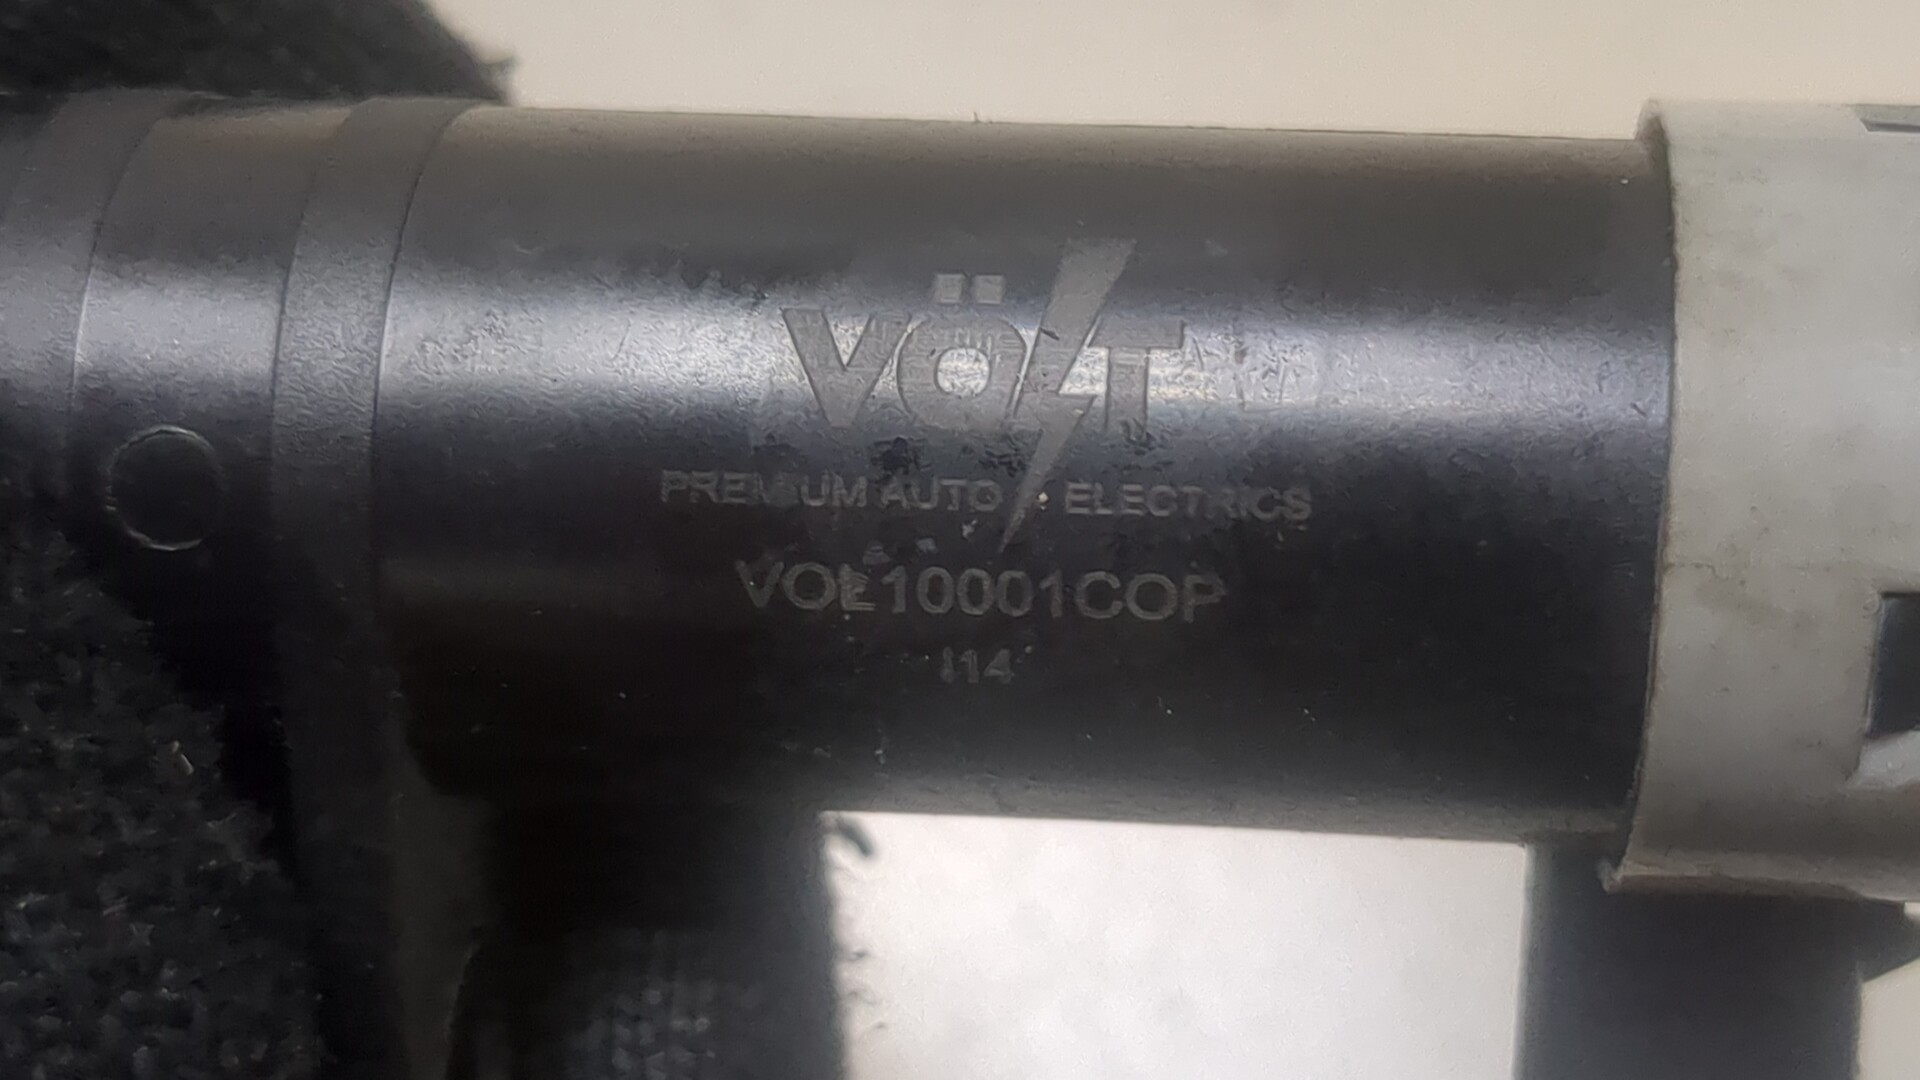 VÖLT
PREMIUM AUTO ELECTRICS
VOL10001COP
I14